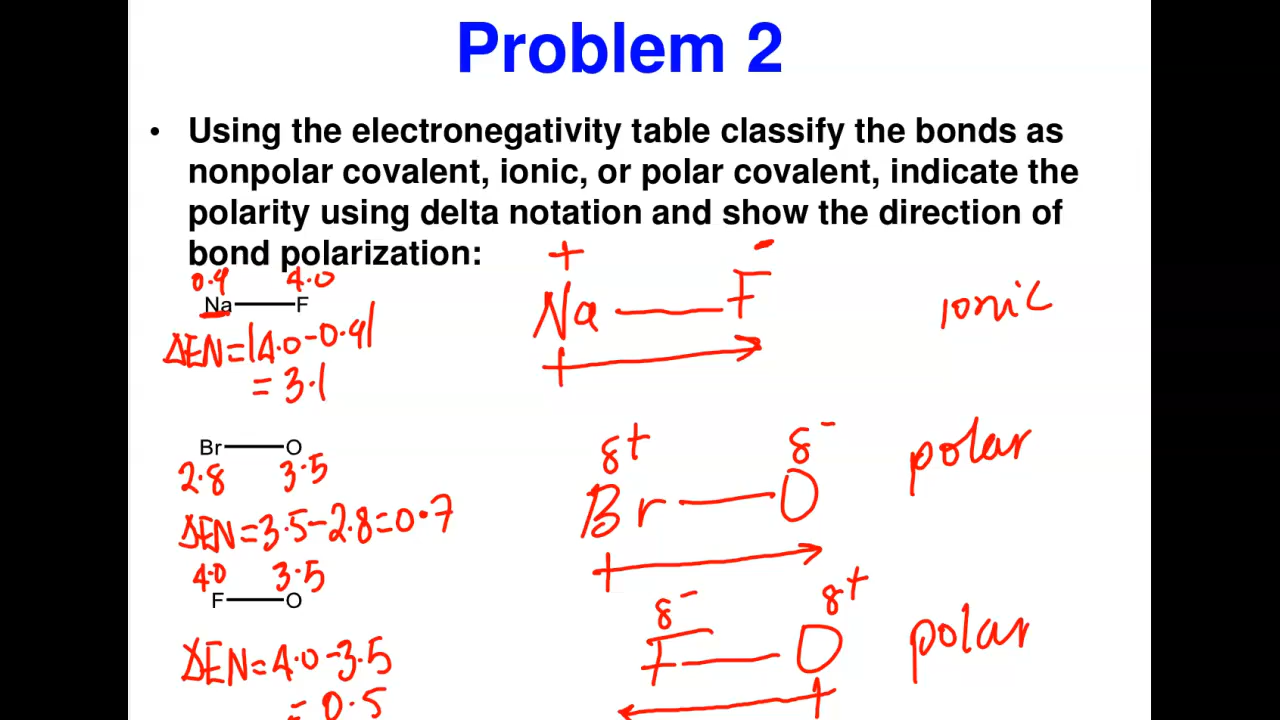 Problem 2
• Using the electronegativity table classify the bonds as
nonpolar covalent, ionic, or polar covalent, indicate the
polarity using delta notation and show the direction of
bond polarization:
0.9 4.0
Na—F
ΔEN=|4.0-0.9|
= 3.1
+ -
Na — F
ionic
Br—O
2.8 3.5
ΔEN=3.5-2.8=0.7
δ+ δ-
Br — O
polar
4.0 3.5
F—O
ΔEN=4.0-3.5
= 0.5
δ- δ+
F — O
polar